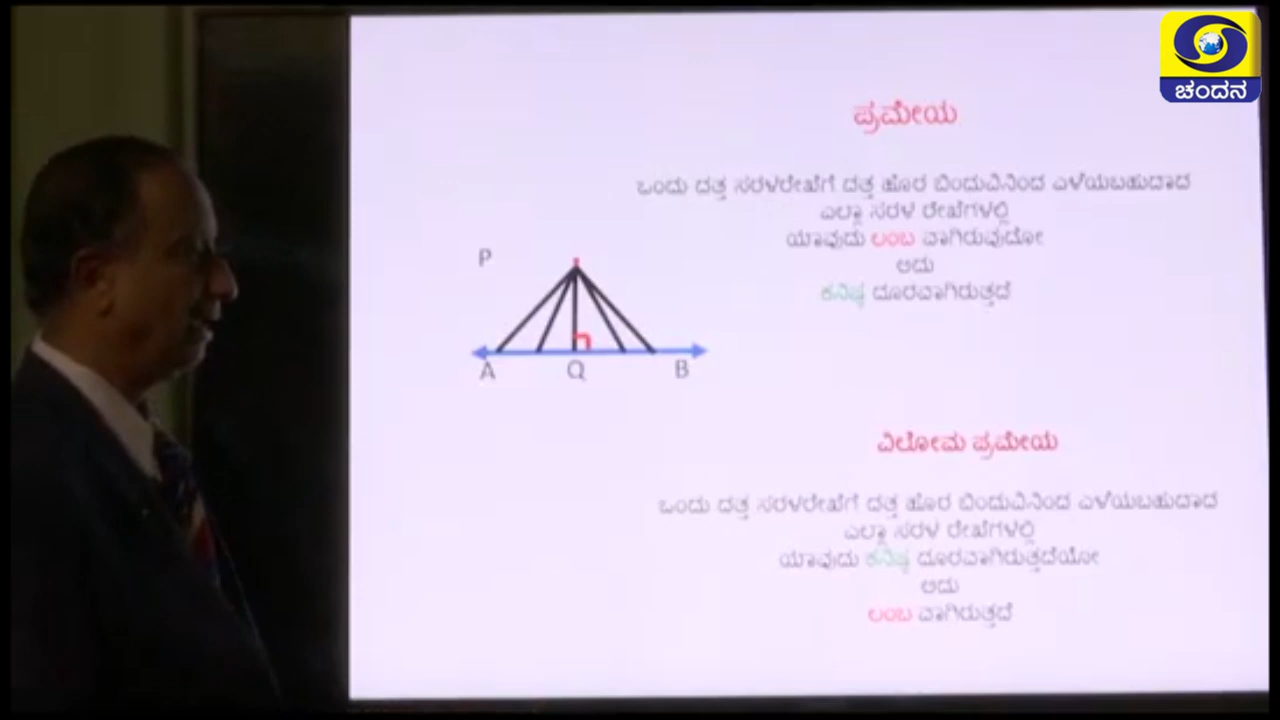 ಚಂದನ
ಪ್ರಮೇಯ
ಒಂದು ದತ್ತ ಸರಳರೇಖೆಗೆ ದತ್ತ ಹೊರ ಬಿಂದುವಿನಿಂದ ಎಳೆಯಬಹುದಾದ
ಎಲ್ಲಾ ಸರಳ ರೇಖೆಗಳಲ್ಲಿ
ಯಾವುದು ಲಂಬ ವಾಗಿರುವುದೋ
ಅದು
ಕನಿಷ್ಠ ದೂರವಾಗಿರುತ್ತದೆ
P
A Q B
ವಿಲೋಮ ಪ್ರಮೇಯ
ಒಂದು ದತ್ತ ಸರಳರೇಖೆಗೆ ದತ್ತ ಹೊರ ಬಿಂದುವಿನಿಂದ ಎಳೆಯಬಹುದಾದ
ಎಲ್ಲಾ ಸರಳ ರೇಖೆಗಳಲ್ಲಿ
ಯಾವುದು ಕನಿಷ್ಠ ದೂರವಾಗಿರುತ್ತದೆಯೋ
ಅದು
ಲಂಬ ವಾಗಿರುತ್ತದೆ